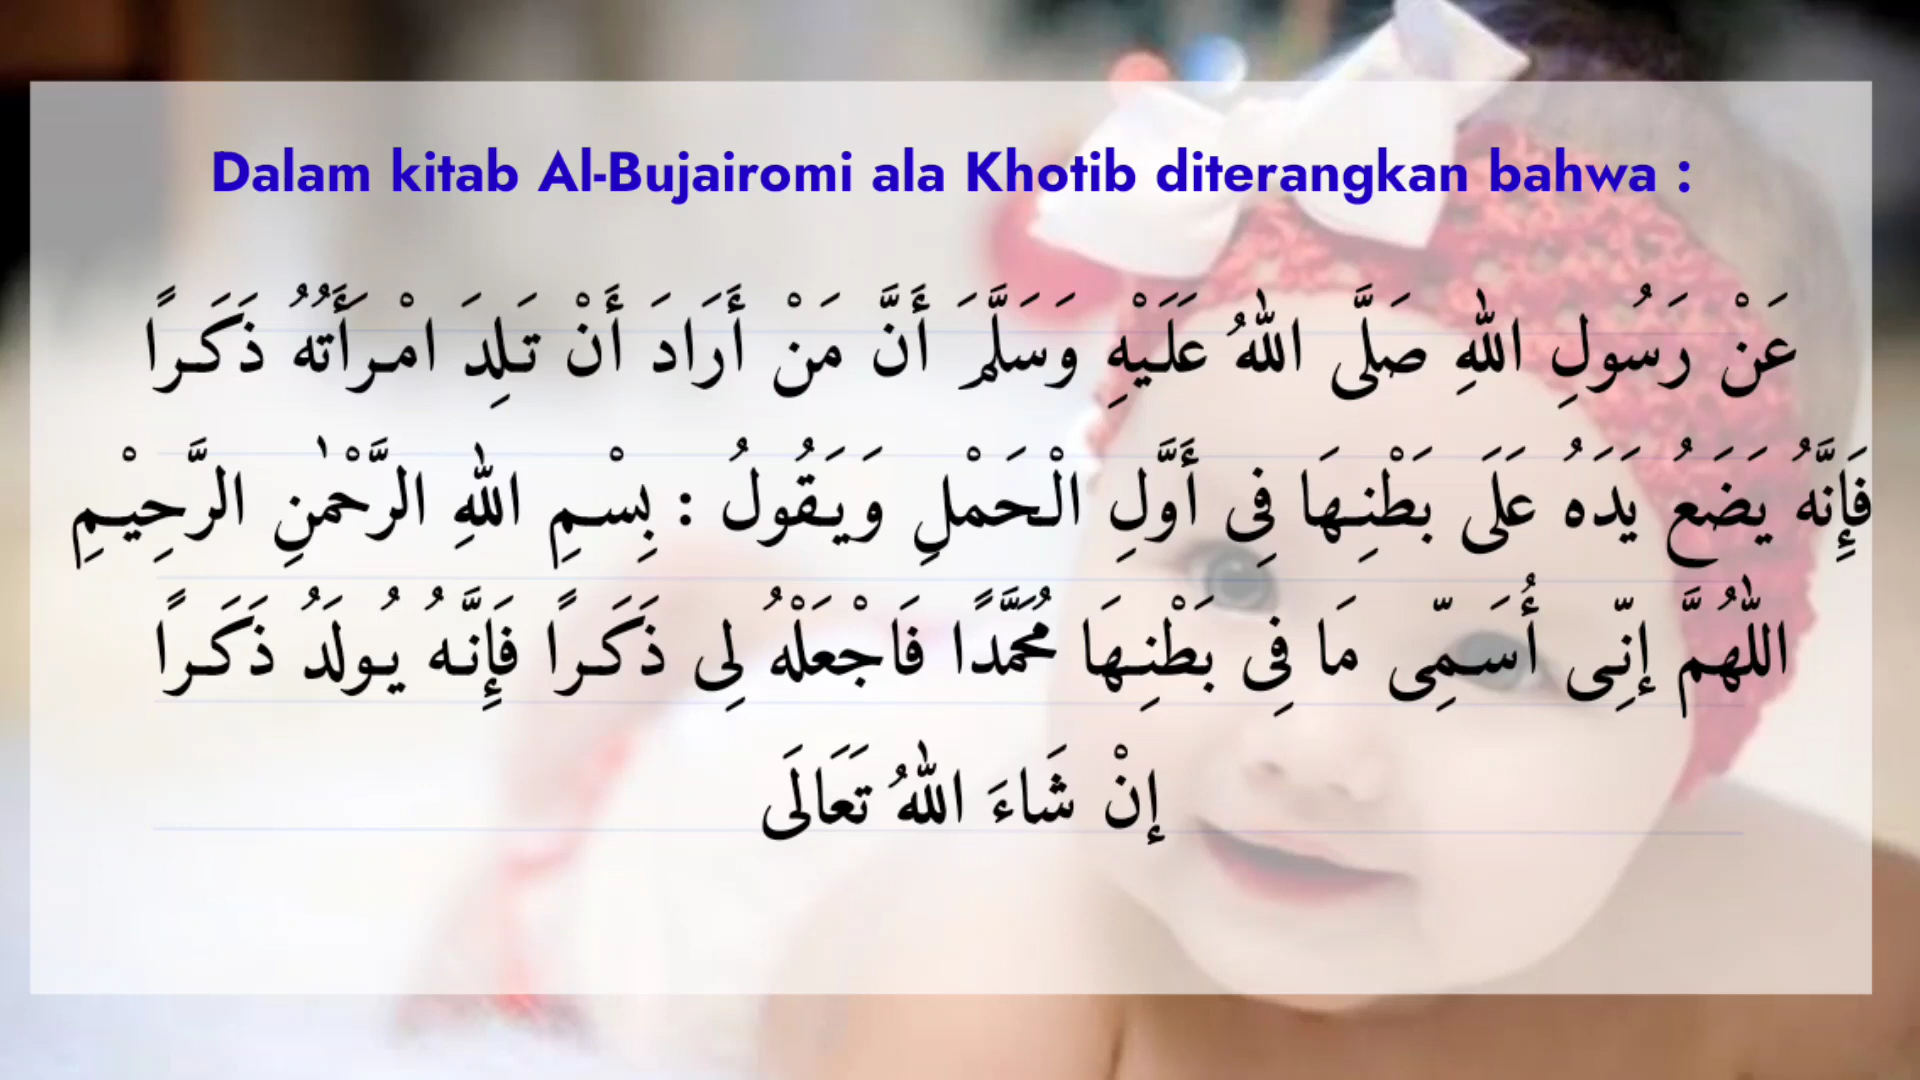 Dalam kitab Al-Bujairomi ala Khotib diterangkan bahwa :
عَنْ رَسُولِ اللهِ صَلَّى اللهُ عَلَيْهِ وَسَلَّمَ أَنَّ مَنْ أَرَادَ أَنْ تَلِدَ امْرَأَتُهُ ذَكَرًا
فَإِنَّهُ يَضَعُ يَدَهُ عَلَى بَطْنِهَا فِى أَوَّلِ الْحَمْلِ وَيَقُولُ : بِسْمِ اللهِ الرَّحْمٰنِ الرَّحِيْمِ
اللّٰهُمَّ إِنِّى أُسَمِّى مَا فِى بَطْنِهَا مُحَمَّدًا فَاجْعَلْهُ لِى ذَكَرًا فَإِنَّهُ يُولَدُ ذَكَرًا
إِنْ شَاءَ اللهُ تَعَالَى